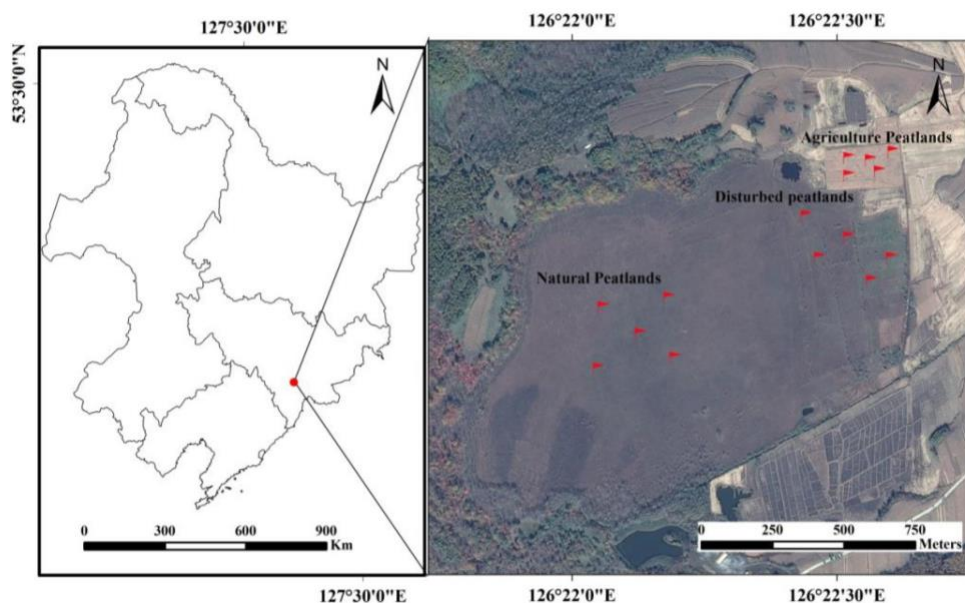 127°30'0"E
126°22'0"E
126°22'30"E
53°30'0"N
N
N
Agriculture Peatlands
Disturbed peatlands
Natural Peatlands
0 300 600 900
Km
0 250 500 750
Meters
127°30'0"E
126°22'0"E
126°22'30"E